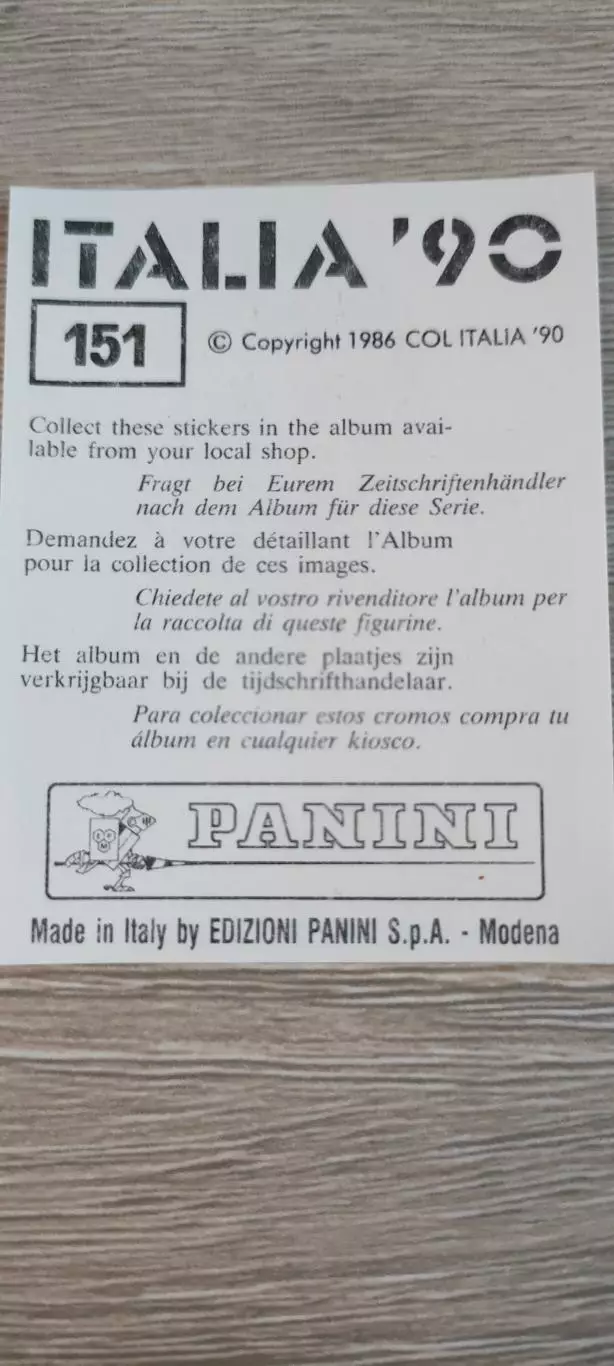 ITALIA '90
151
© Copyright 1986 COL ITALIA '90
Collect these stickers in the album avai-
lable from your local shop.
Fragt bei Eurem Zeitschriftenhändler
nach dem Album für diese Serie.
Demandez à votre détaillant l'Album
pour la collection de ces images.
Chiedete al vostro rivenditore l'album per
la raccolta di queste figurine.
Het album en de andere plaatjes zijn
verkrijgbaar bij de tijdschrifthandelaar.
Para coleccionar estos cromos compra tu
álbum en cualquier kiosco.
PANINI
Made in Italy by EDIZIONI PANINI S.p.A. - Modena